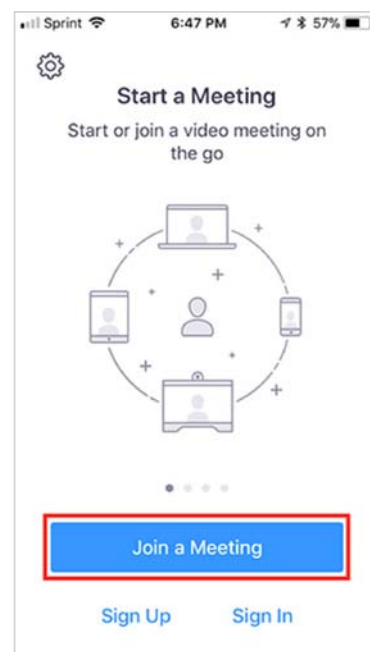 Sprint 6:47 PM 57%
Start a Meeting
Start or join a video meeting on
the go
Join a Meeting
Sign Up Sign In